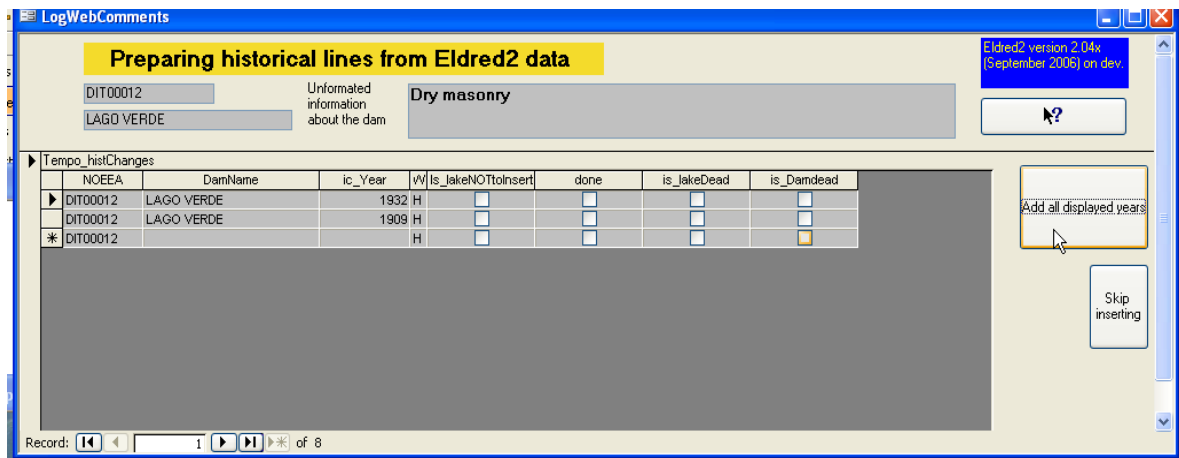 LogWebComments
Preparing historical lines from Eldred2 data
Eldred2 version 2.04x
(September 2006) on dev.
DIT00012
LAGO VERDE
Unformated
information
about the dam
Dry masonry
?
Tempo_histChanges
NOEEA DamName ic_Year Is_lakeNOTtoInsert done is_lakeDead is_Damdead
DIT00012 LAGO VERDE 1932 H
DIT00012 LAGO VERDE 1909 H
DIT00012 H
Add all displayed years
Skip
inserting
Record: 1 of 8